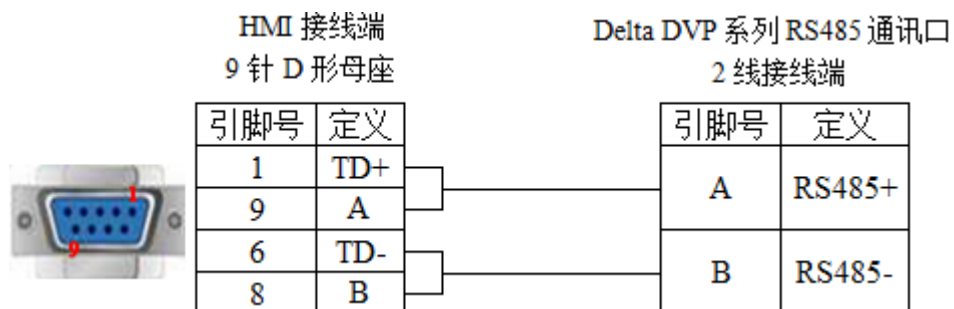 HMI 接线端
9 针 D 形母座
Delta DVP 系列 RS485 通讯口
2 线接线端
引脚号 定义
1 TD+
9 A
6 TD-
8 B
引脚号 定义
A RS485+
B RS485-
1
9